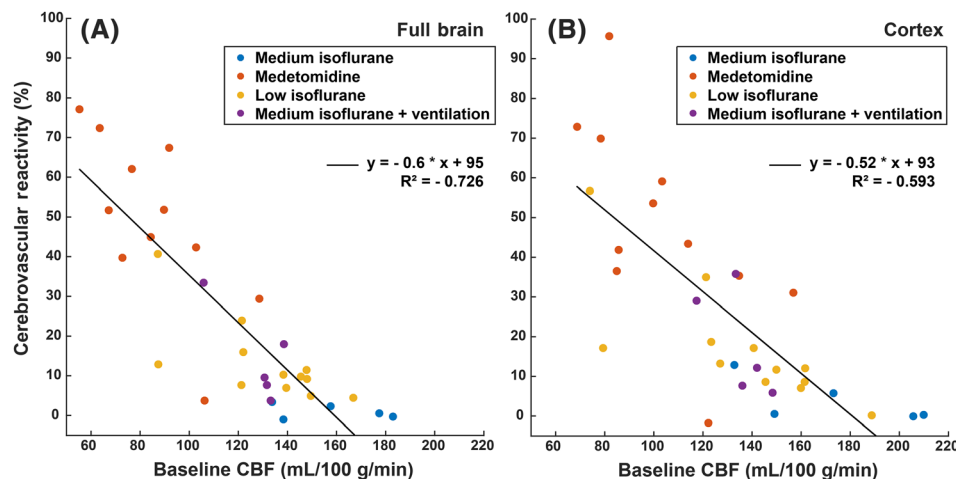 (A) Full brain
Medium isoflurane
Medetomidine
Low isoflurane
Medium isoflurane + ventilation
y = - 0.6 * x + 95
R² = - 0.726
Cerebrovascular reactivity (%)
100
90
80
70
60
50
40
30
20
10
0
60 80 100 120 140 160 180 200 220
Baseline CBF (mL/100 g/min)
(B) Cortex
Medium isoflurane
Medetomidine
Low isoflurane
Medium isoflurane + ventilation
y = - 0.52 * x + 93
R² = - 0.593
100
90
80
70
60
50
40
30
20
10
0
60 80 100 120 140 160 180 200 220
Baseline CBF (mL/100 g/min)